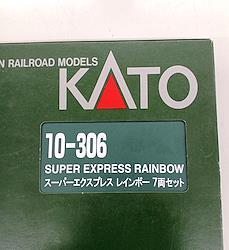 N RAILROAD MODELS
KATO
10-306
SUPER EXPRESS RAINBOW
スーパーエクスプレス レインボー 7両セット